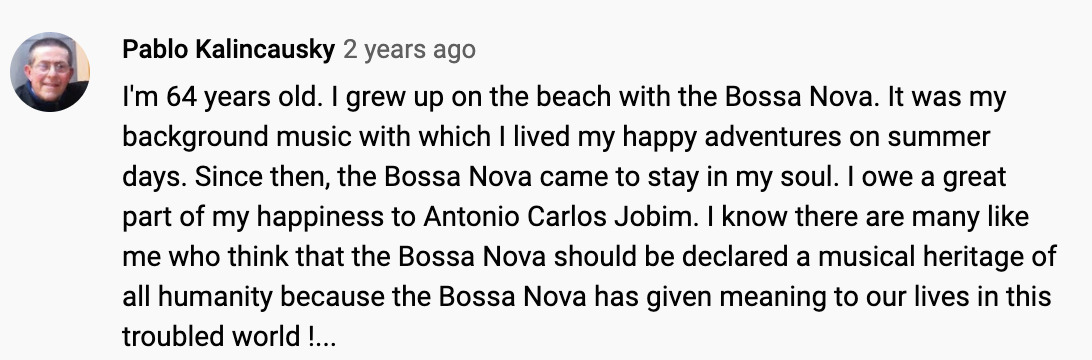 Pablo Kalincausky 2 years ago
I'm 64 years old. I grew up on the beach with the Bossa Nova. It was my
background music with which I lived my happy adventures on summer
days. Since then, the Bossa Nova came to stay in my soul. I owe a great
part of my happiness to Antonio Carlos Jobim. I know there are many like
me who think that the Bossa Nova should be declared a musical heritage of
all humanity because the Bossa Nova has given meaning to our lives in this
troubled world !...